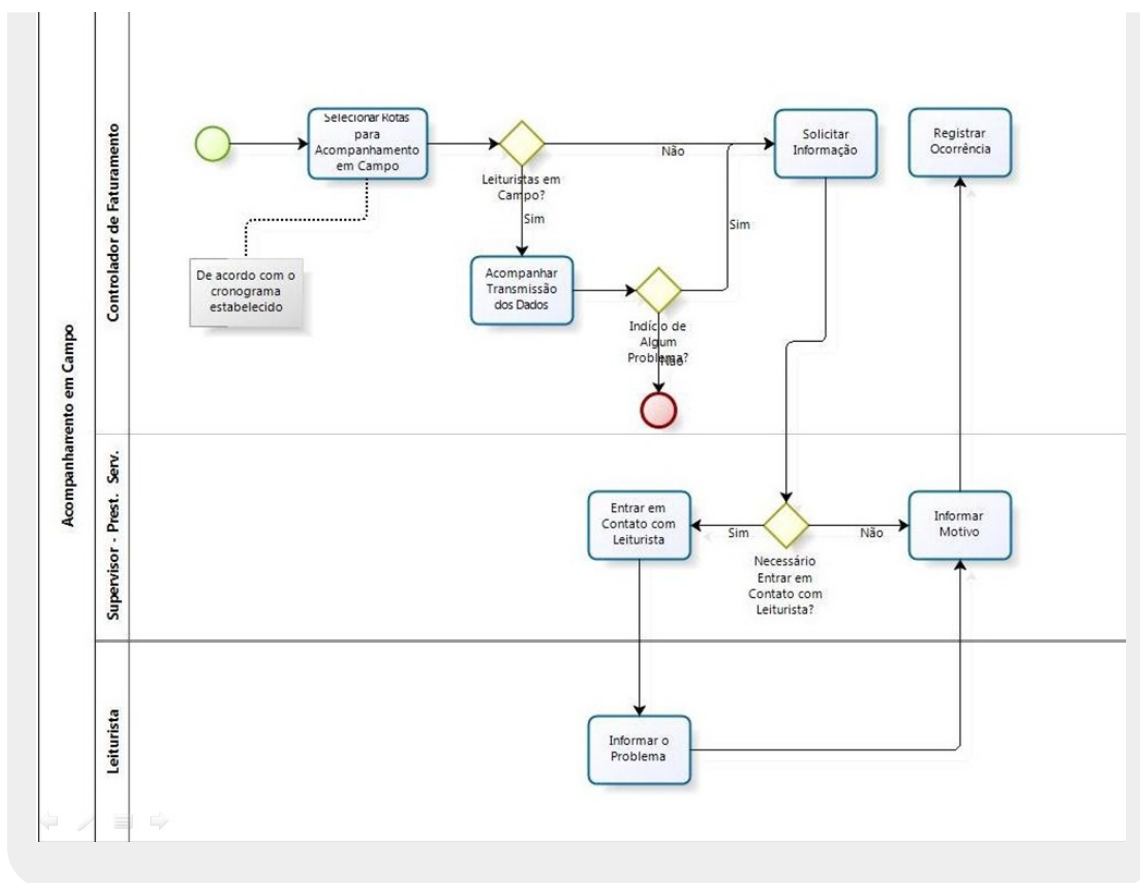 Acompanhamento em Campo
Controlador de Faturamento
Selecionar Rotas
para
Acompanhamento
em Campo
De acordo com o
cronograma
estabelecido
Leituristas em
Campo?
Não
Sim
Acompanhar
Transmissão
dos Dados
Indício de
Algum
Problema?
Não
Sim
Solicitar
Informação
Registrar
Ocorrência
Supervisor - Prest. Serv.
Entrar em
Contato com
Leiturista
Sim
Necessário
Entrar em
Contato com
Leiturista?
Não
Informar
Motivo
Leiturista
Informar o
Problema